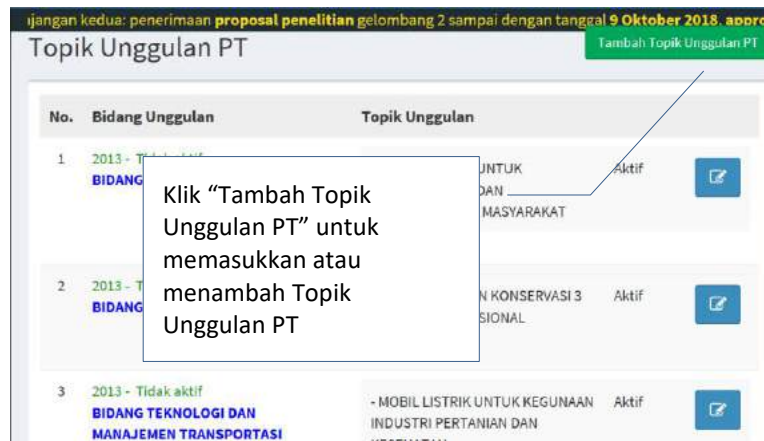 ijangan kedua: penerimaan proposal penelitian gelombang 2 sampai dengan tanggal 9 Oktober 2018. appro
Topik Unggulan PT
Tambah Topik Unggulan PT
No. Bidang Unggulan Topik Unggulan
1 2013 - UNTUK Aktif
BIDANG DAN
MASYARAKAT
Klik “Tambah Topik
Unggulan PT” untuk
memasukkan atau
menambah Topik
Unggulan PT
2 2013 - T N KONSERVASI 3 Aktif
BIDANG SIONAL
3 2013 - Tidak aktif - MOBIL LISTRIK UNTUK KEGUNAAN Aktif
BIDANG TEKNOLOGI DAN INDUSTRI PERTANIAN DAN
MANAJEMEN TRANSPORTASI